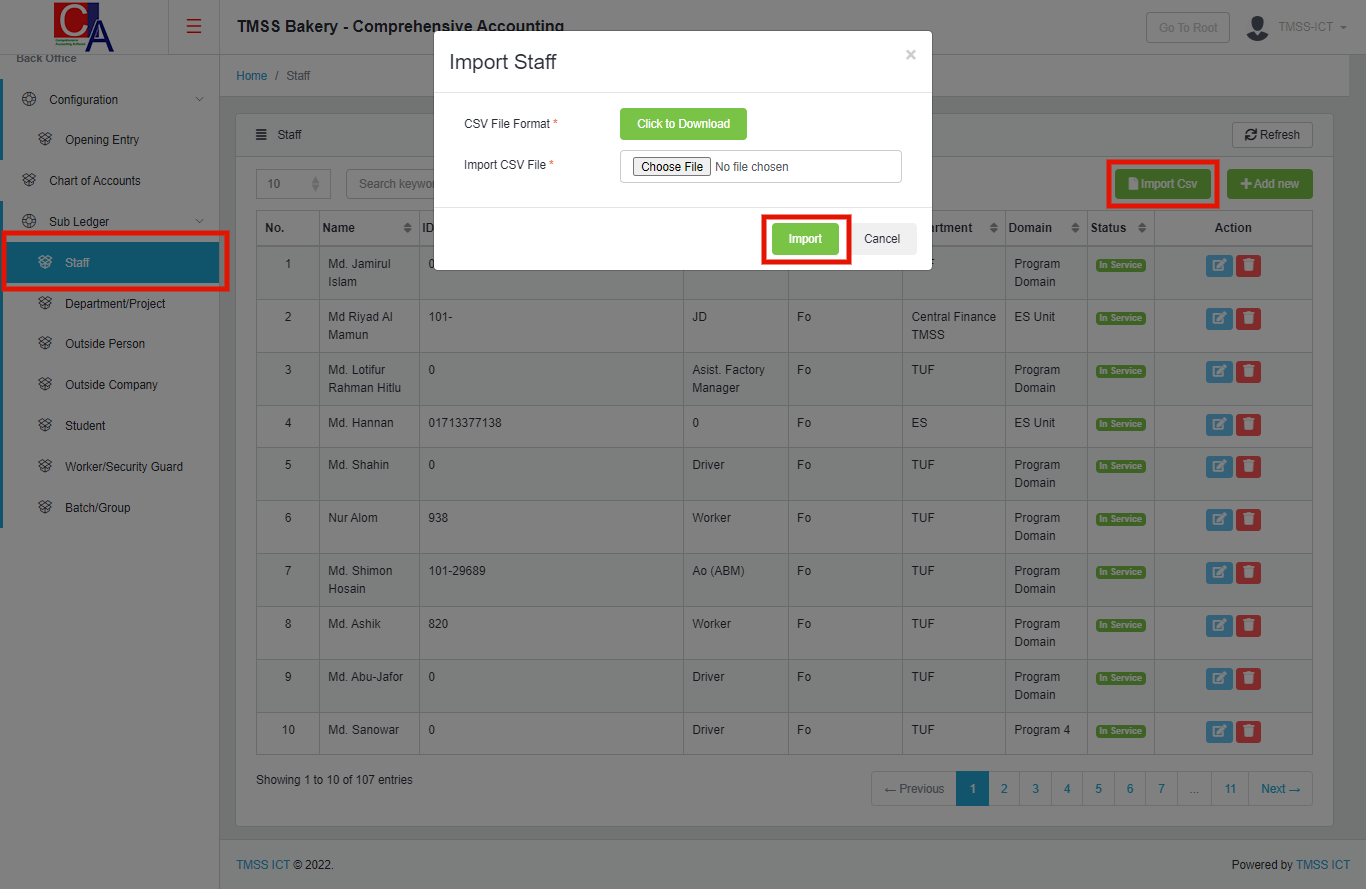 CA
TMSS Bakery - Comprehensive Accounting
Go To Root
TMSS-ICT
Back Office
Configuration
Opening Entry
Chart of Accounts
Sub Ledger
Staff
Department/Project
Outside Person
Outside Company
Student
Worker/Security Guard
Batch/Group
Home / Staff
Staff
Refresh
Import Staff
×
CSV File Format *
Click to Download
Import CSV File *
Choose File No file chosen
Import
Cancel
10
Import Csv
Add new
No. Name Domain Status Action
1 Md. Jamirul Islam Program Domain In Service
2 Md Riyad Al Mamun 101- JD Fo Central Finance TMSS ES Unit In Service
3 Md. Lotifur Rahman Hitlu 0 Asist. Factory Manager Fo TUF Program Domain In Service
4 Md. Hannan 01713377138 0 Fo ES ES Unit In Service
5 Md. Shahin 0 Driver Fo TUF Program Domain In Service
6 Nur Alom 938 Worker Fo TUF Program Domain In Service
7 Md. Shimon Hosain 101-29689 Ao (ABM) Fo TUF Program Domain In Service
8 Md. Ashik 820 Worker Fo TUF Program Domain In Service
9 Md. Abu-Jafor 0 Driver Fo TUF Program Domain In Service
10 Md. Sanowar 0 Driver Fo TUF Program 4 In Service
Showing 1 to 10 of 107 entries
← Previous 1 2 3 4 5 6 7 ... 11 Next →
TMSS ICT © 2022.
Powered by TMSS ICT